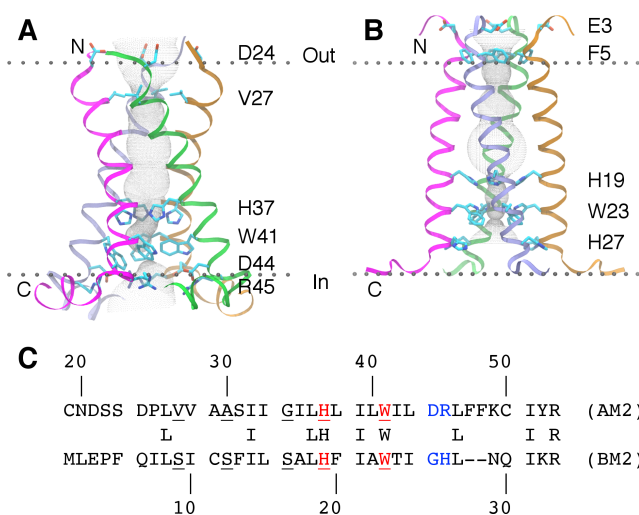 A B
N D24 Out N E3
F5
V27
H37 H19
W41 W23
D44 H27
C R45 In C
C
20 30 40 50
CNDSS DPLVV ASII GILHL ILWIL DRLFFKC IYR (AM2)
L I LH I W L I R
MLEPF QILSI CSFIL SALHF IAWTI GHL--NQ IKR (BM2)
10 20 30